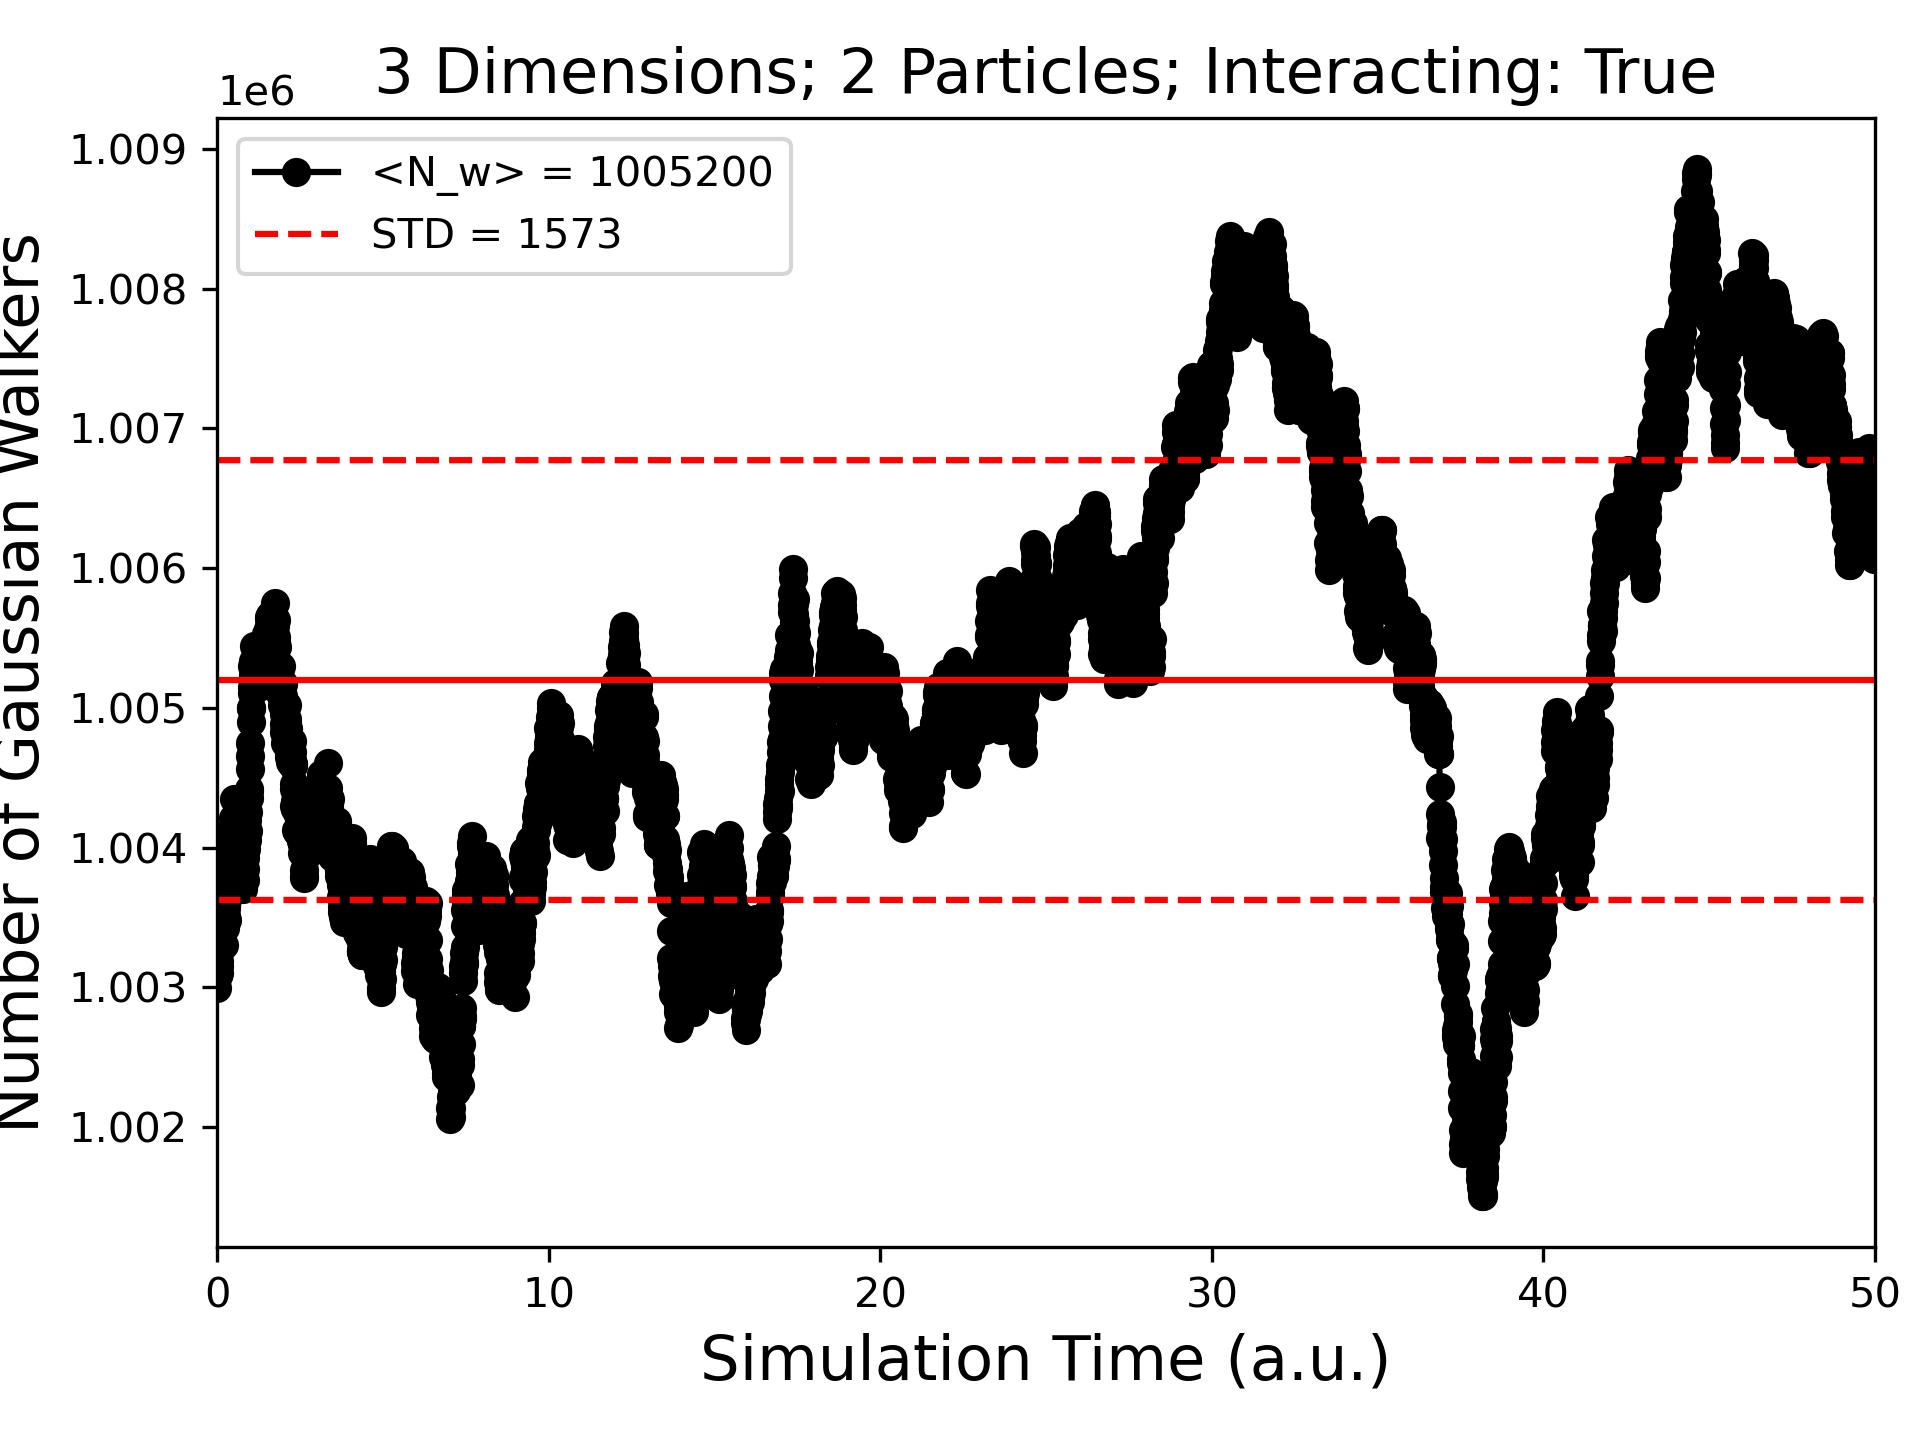 3 Dimensions; 2 Particles; Interacting: True
1e6
<N_w> = 1005200
STD = 1573
1.009
1.008
1.007
1.006
1.005
1.004
1.003
1.002
Number of Gaussian Walkers
0 10 20 30 40 50
Simulation Time (a.u.)